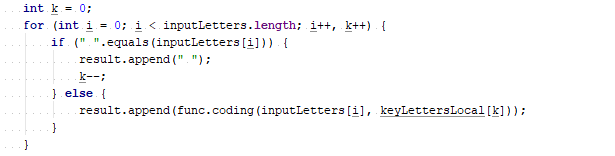 int k = 0;
for (int i = 0; i < inputLetters.length; i++, k++) {
if (" ".equals(inputLetters[i])) {
result.append(" ");
k--;
} else {
result.append(func.coding(inputLetters[i], keyLettersLocal[k]));
}
}